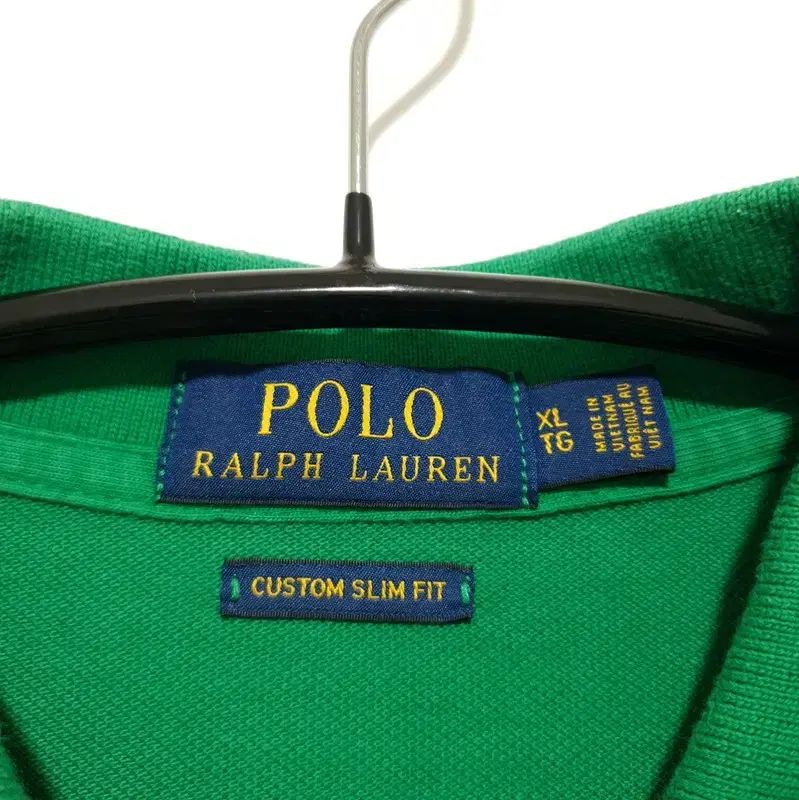 POLO
RALPH LAUREN
XL
TG
MADE IN
VIETNAM
FABRIQUÉ AU
VIÊT NAM
CUSTOM SLIM FIT